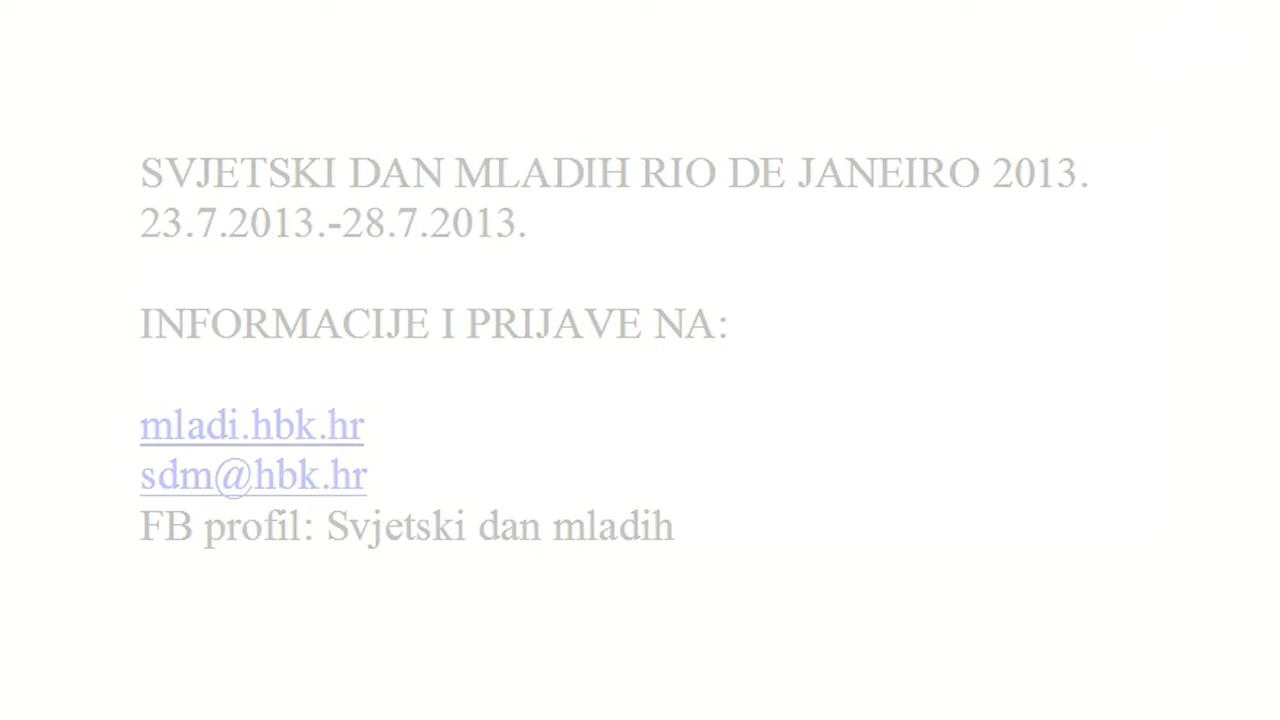 SVJETSKI DAN MLADIH RIO DE JANEIRO 2013.
23.7.2013.-28.7.2013.
INFORMACIJE I PRIJAVE NA:
mladi.hbk.hr
sdm@hbk.hr
FB profil: Svjetski dan mladih